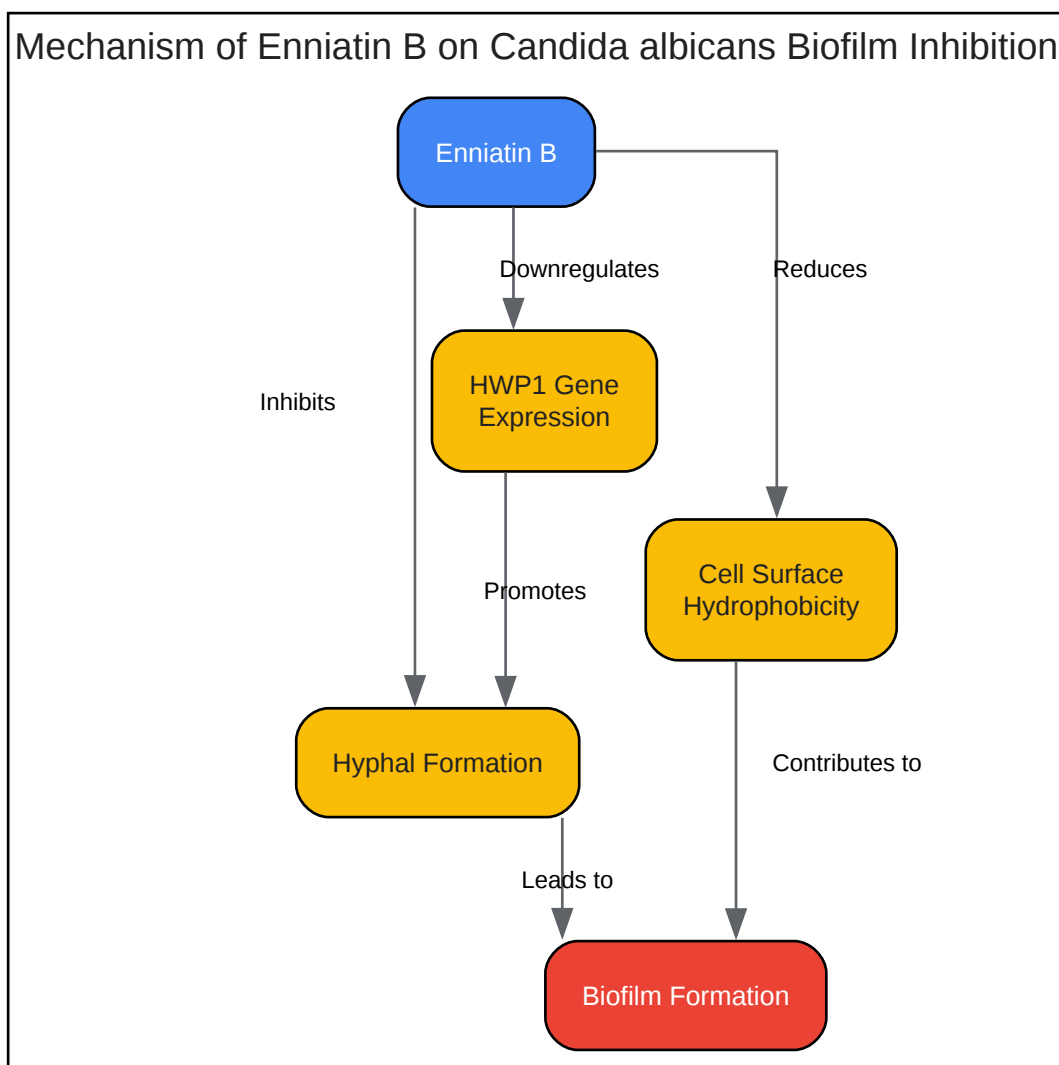 Mechanism of Enniatin B on Candida albicans Biofilm Inhibition
Enniatin B
Downregulates
Reduces
HWP1 Gene
Expression
Inhibits
Cell Surface
Hydrophobicity
Promotes
Hyphal Formation
Contributes to
Leads to
Biofilm Formation